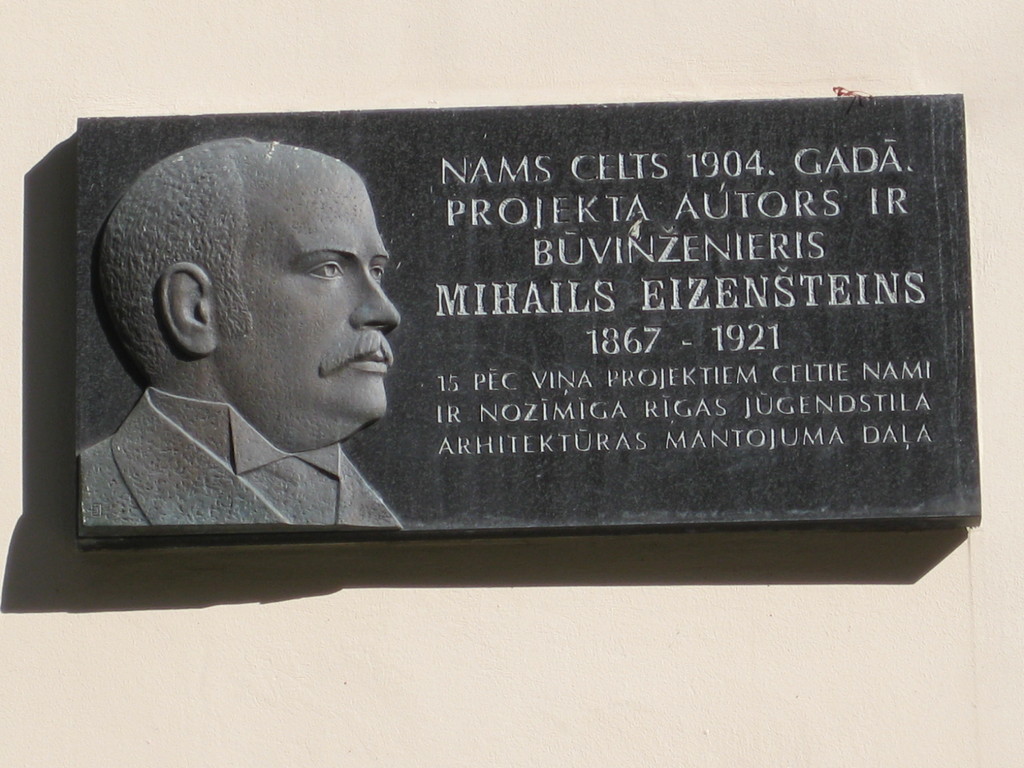 NAMS CELTS 1904. GADĀ.
PROJEKTA AUTORS IR
BŪVINŽENIERIS
MIHAILS EIZENŠTEINS
1867 - 1921
15 PĒC VIŅA PROJEKTIEM CELTIE NAMI
IR NOZĪMĪGA RĪGAS JŪGENDSTILA
ARHITEKTŪRAS MANTOJUMA DAĻA